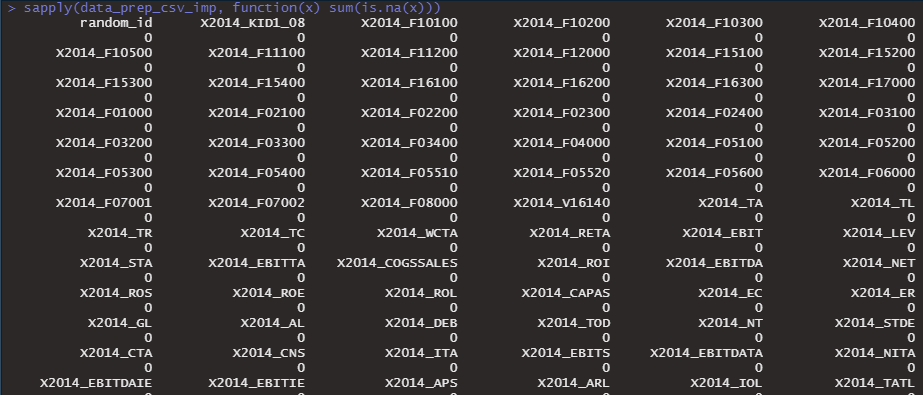 > sapply(data_prep_csv_imp, function(x) sum(is.na(x)))
random_id X2014_KID1_08 X2014_F10100 X2014_F10200 X2014_F10300 X2014_F10400
0 0 0 0 0 0
X2014_F10500 X2014_F11100 X2014_F11200 X2014_F12000 X2014_F15100 X2014_F15200
0 0 0 0 0 0
X2014_F15300 X2014_F15400 X2014_F16100 X2014_F16200 X2014_F16300 X2014_F17000
0 0 0 0 0 0
X2014_F01000 X2014_F02100 X2014_F02200 X2014_F02300 X2014_F02400 X2014_F03100
0 0 0 0 0 0
X2014_F03200 X2014_F03300 X2014_F03400 X2014_F04000 X2014_F05100 X2014_F05200
0 0 0 0 0 0
X2014_F05300 X2014_F05400 X2014_F05510 X2014_F05520 X2014_F05600 X2014_F06000
0 0 0 0 0 0
X2014_F07001 X2014_F07002 X2014_F08000 X2014_V16140 X2014_TA X2014_TL
0 0 0 0 0 0
X2014_TR X2014_TC X2014_WCTA X2014_RETA X2014_EBIT X2014_LEV
0 0 0 0 0 0
X2014_STA X2014_EBITTA X2014_COGSSALES X2014_ROI X2014_EBITDA X2014_NET
0 0 0 0 0 0
X2014_ROS X2014_ROE X2014_ROL X2014_CAPAS X2014_EC X2014_ER
0 0 0 0 0 0
X2014_GL X2014_AL X2014_DEB X2014_TOD X2014_NT X2014_STDE
0 0 0 0 0 0
X2014_CTA X2014_CNS X2014_ITA X2014_EBITS X2014_EBITDATA X2014_NITA
0 0 0 0 0 0
X2014_EBITDAIE X2014_EBITIE X2014_APS X2014_ARL X2014_IOL X2014_TATL
0 0 0 0 0 0